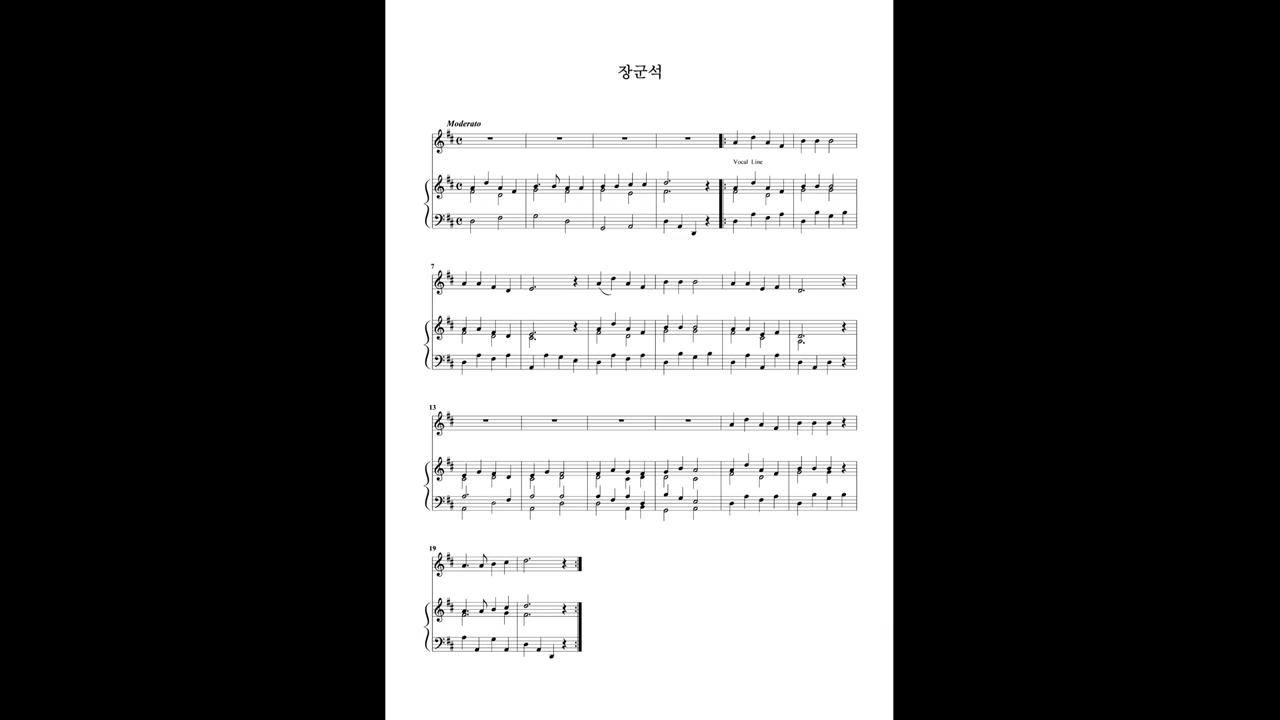 장군석
Moderato
Vocal Line
7
13
19